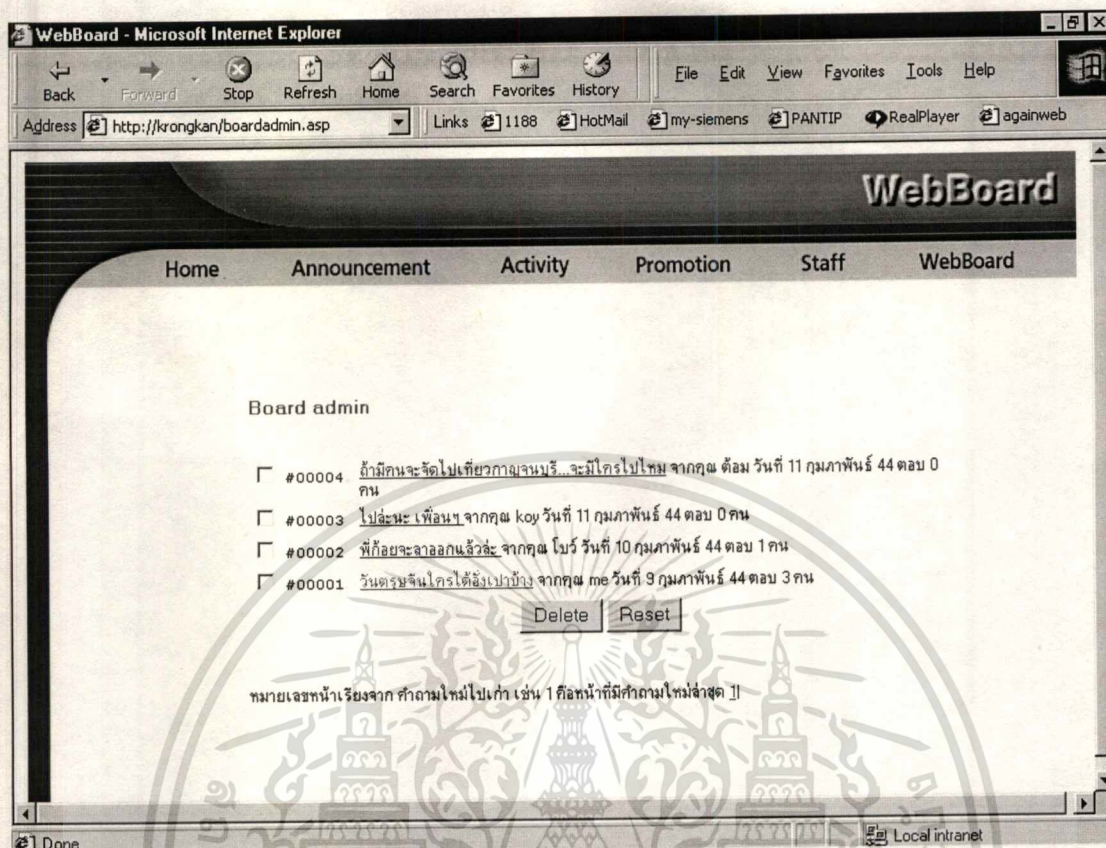 WebBoard - Microsoft Internet Explorer
Back Forward Stop Refresh Home Search Favorites History File Edit View Favorites Tools Help
Address http://krongkan/boardadmin.asp Links 1188 HotMail my-siemens PANTIP RealPlayer againweb
WebBoard
Home Announcement Activity Promotion Staff WebBoard
Board admin
#00004 ถ้ามีคนจะจัดไปเที่ยวกาญจนบุรี...จะมีใครไปไหม จากคุณ ต้อม วันที่ 11 กุมภาพันธ์ 44 ตอบ 0
คน
#00003 ไปล่ะนะ เพื่อนๆ จากคุณ koy วันที่ 11 กุมภาพันธ์ 44 ตอบ 0 คน
#00002 พี่ก้อยจะลาออกแล้วล่ะ จากคุณ โบว์ วันที่ 10 กุมภาพันธ์ 44 ตอบ 1 คน
#00001 วันตรุษจีนใครได้อั่งเปาบ้าง จากคุณ me วันที่ 9 กุมภาพันธ์ 44 ตอบ 3 คน
Delete Reset
หมายเลขหน้าเรียงจาก คำถามใหม่ไปเก่า เช่น 1 คือหน้าที่มีคำถามใหม่ล่าสุด 1|
Done Local intranet